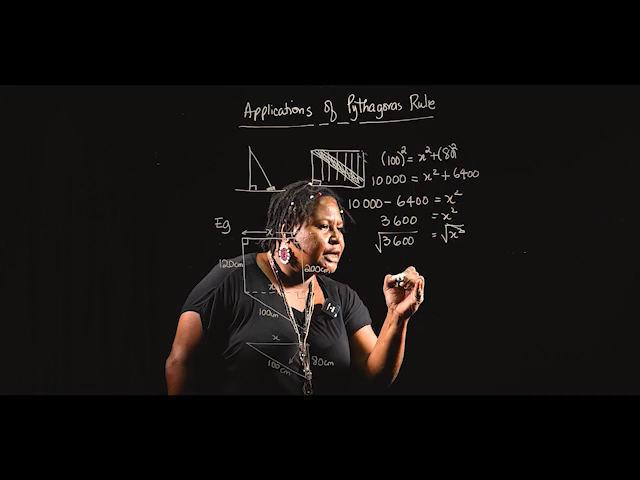 Applications of Pythagoras Rule
(100)² = x² + (80)²
10 000 = x² + 6400
10 000 - 6400 = x²
3600 = x²
√3600 = √x²
Eg
x
120cm
200cm
x
100cm
x
100cm
80cm